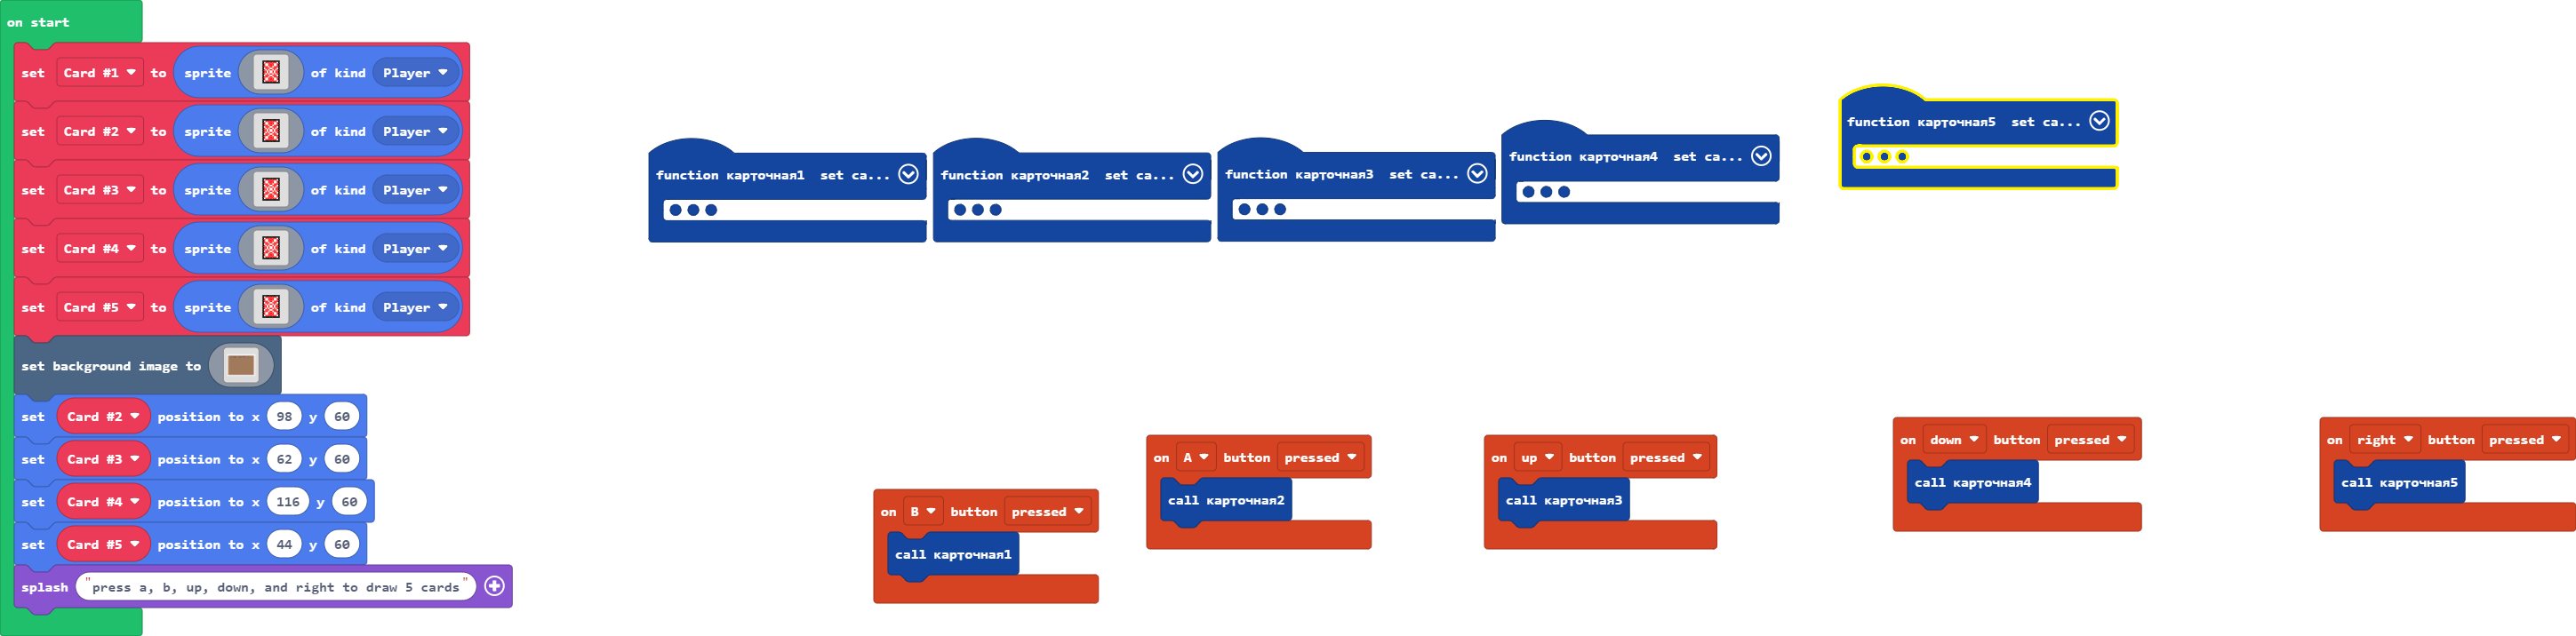 on start
set Card #1 to sprite of kind Player
set Card #2 to sprite of kind Player
set Card #3 to sprite of kind Player
set Card #4 to sprite of kind Player
set Card #5 to sprite of kind Player
set background image to
set Card #2 position to x 98 y 60
set Card #3 position to x 62 y 60
set Card #4 position to x 116 y 60
set Card #5 position to x 44 y 60
splash "press a, b, up, down, and right to draw 5 cards"
function карточная1 set ca...
function карточная2 set ca...
function карточная3 set ca...
function карточная4 set ca...
function карточная5 set ca...
on B button pressed
call карточная1
on A button pressed
call карточная2
on up button pressed
call карточная3
on down button pressed
call карточная4
on right button pressed
call карточная5